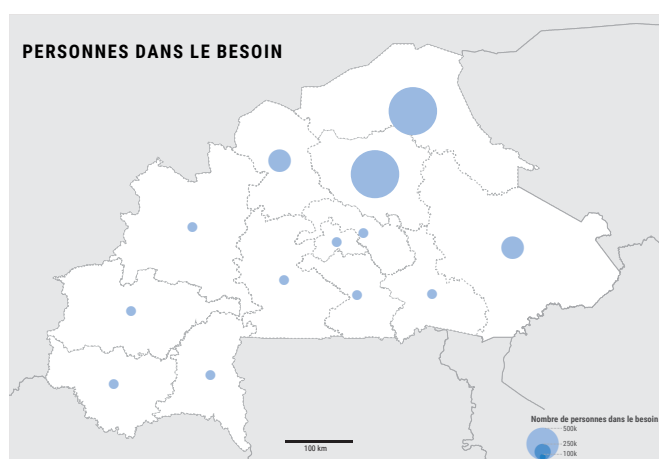 PERSONNES DANS LE BESOIN
Nombre de personnes dans le besoin
500k
250k
100k
100 km